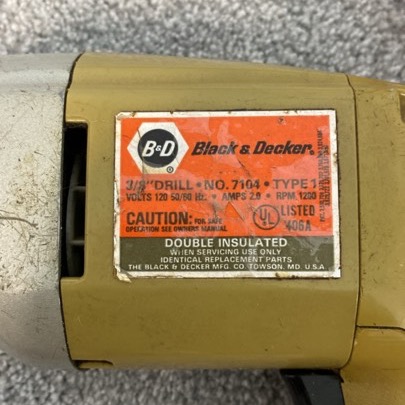 B&D
Black & Decker®
3/8" DRILL • NO. 7104 • TYPE 1
VOLTS 120 50/60 Hz. • AMPS 2.0 • RPM. 1200
CAUTION: FOR SAFE
OPERATION SEE OWNERS MANUAL
UL LISTED
406A
DOUBLE INSULATED
WHEN SERVICING USE ONLY
IDENTICAL REPLACEMENT PARTS
THE BLACK & DECKER MFG. CO. TOWSON, MD. U.S.A